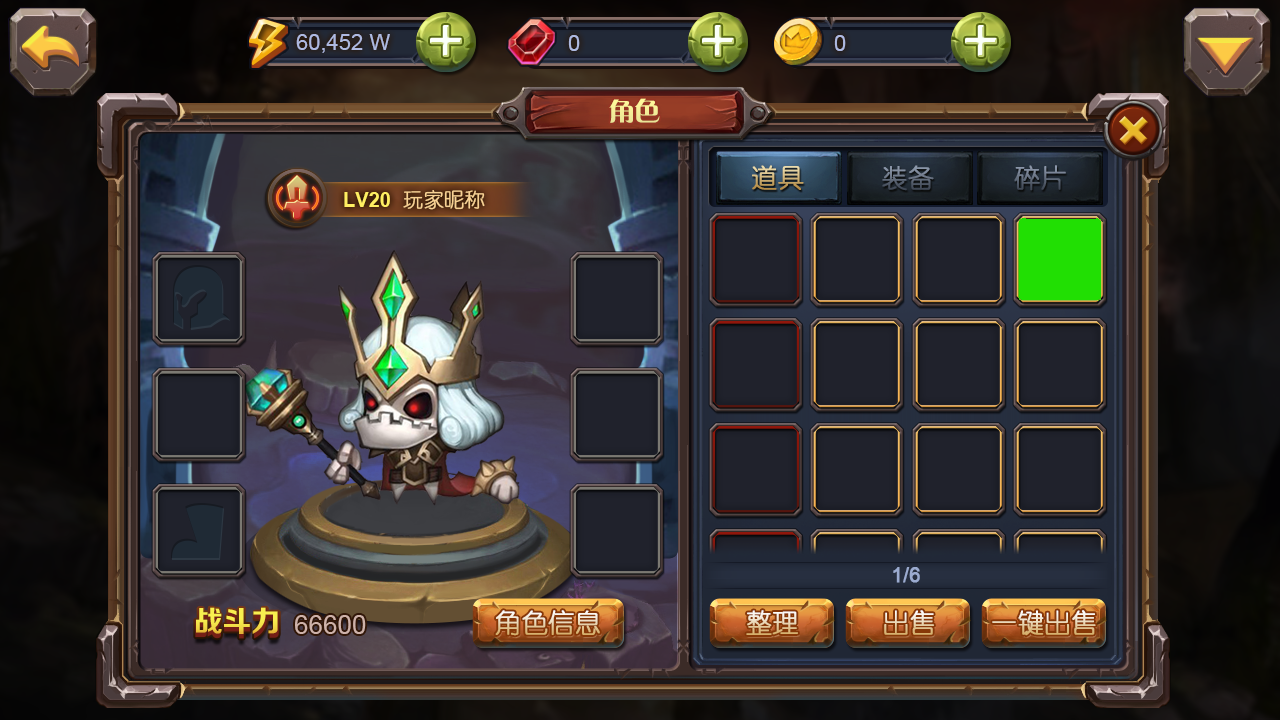 60,452 W
0
0
角色
LV20 玩家昵称
道具
装备
碎片
1/6
战斗力 66600
角色信息
整理
出售
一键出售